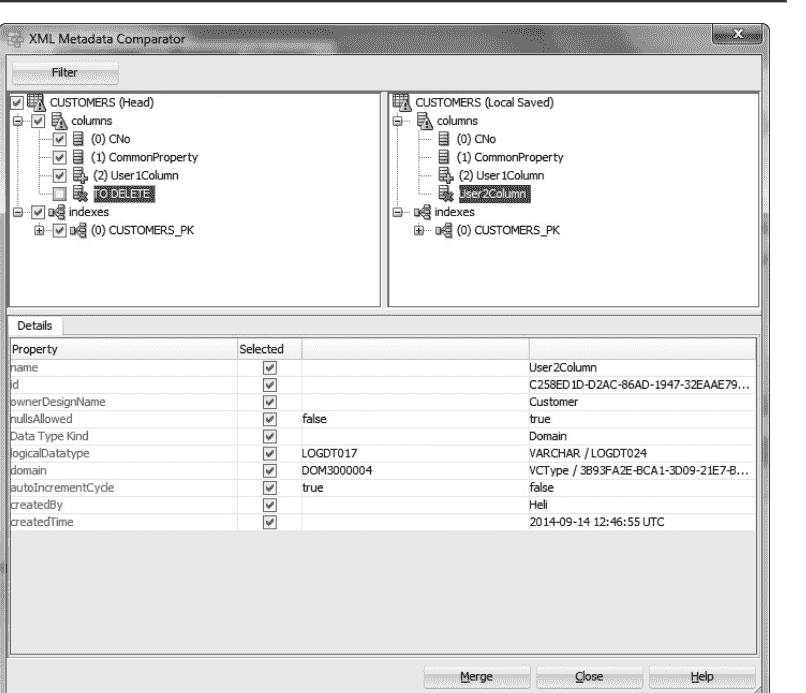 XML Metadata Comparator
Filter
CUSTOMERS (Head)
columns
(0) CNo
(1) CommonProperty
(2) User1Column
TO DELETE
indexes
(0) CUSTOMERS_PK
CUSTOMERS (Local Saved)
columns
(0) CNo
(1) CommonProperty
(2) User1Column
User2Column
indexes
(0) CUSTOMERS_PK
Details
Property Selected
name User2Column
id C258ED1D-D2AC-86AD-1947-32EAAE79...
ownerDesignName Customer
nullsAllowed false true
Data Type Kind Domain
logicalDatatype LOGDT017 VARCHAR / LOGDT024
domain DOM3000004 VCType / 3B93FA2E-BCA1-3D09-21E7-B...
autoIncrementCycle true false
createdBy Heli
createdTime 2014-09-14 12:46:55 UTC
Merge Close Help